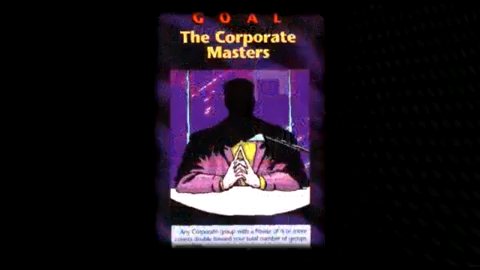 GOAL
The Corporate
Masters
Any Corporate group with a Power of or more
counts double toward your total number of groups.